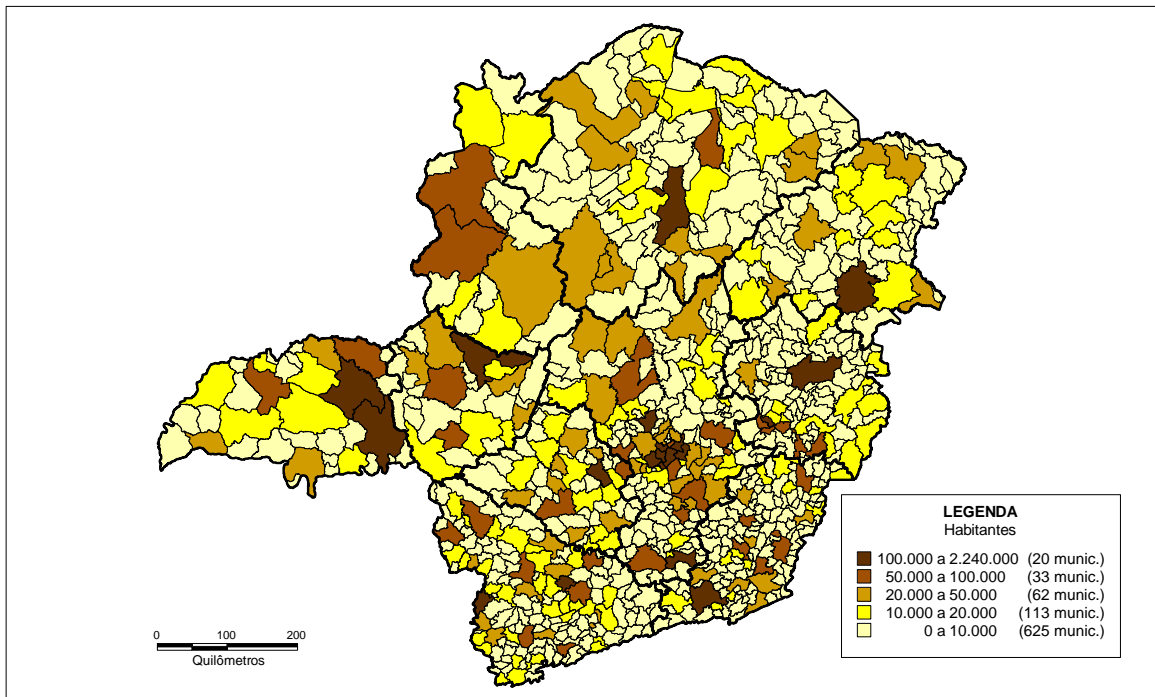 LEGENDA
Habitantes
100.000 a 2.240.000 (20 munic.)
50.000 a 100.000 (33 munic.)
20.000 a 50.000 (62 munic.)
10.000 a 20.000 (113 munic.)
0 a 10.000 (625 munic.)
0 100 200
Quilômetros